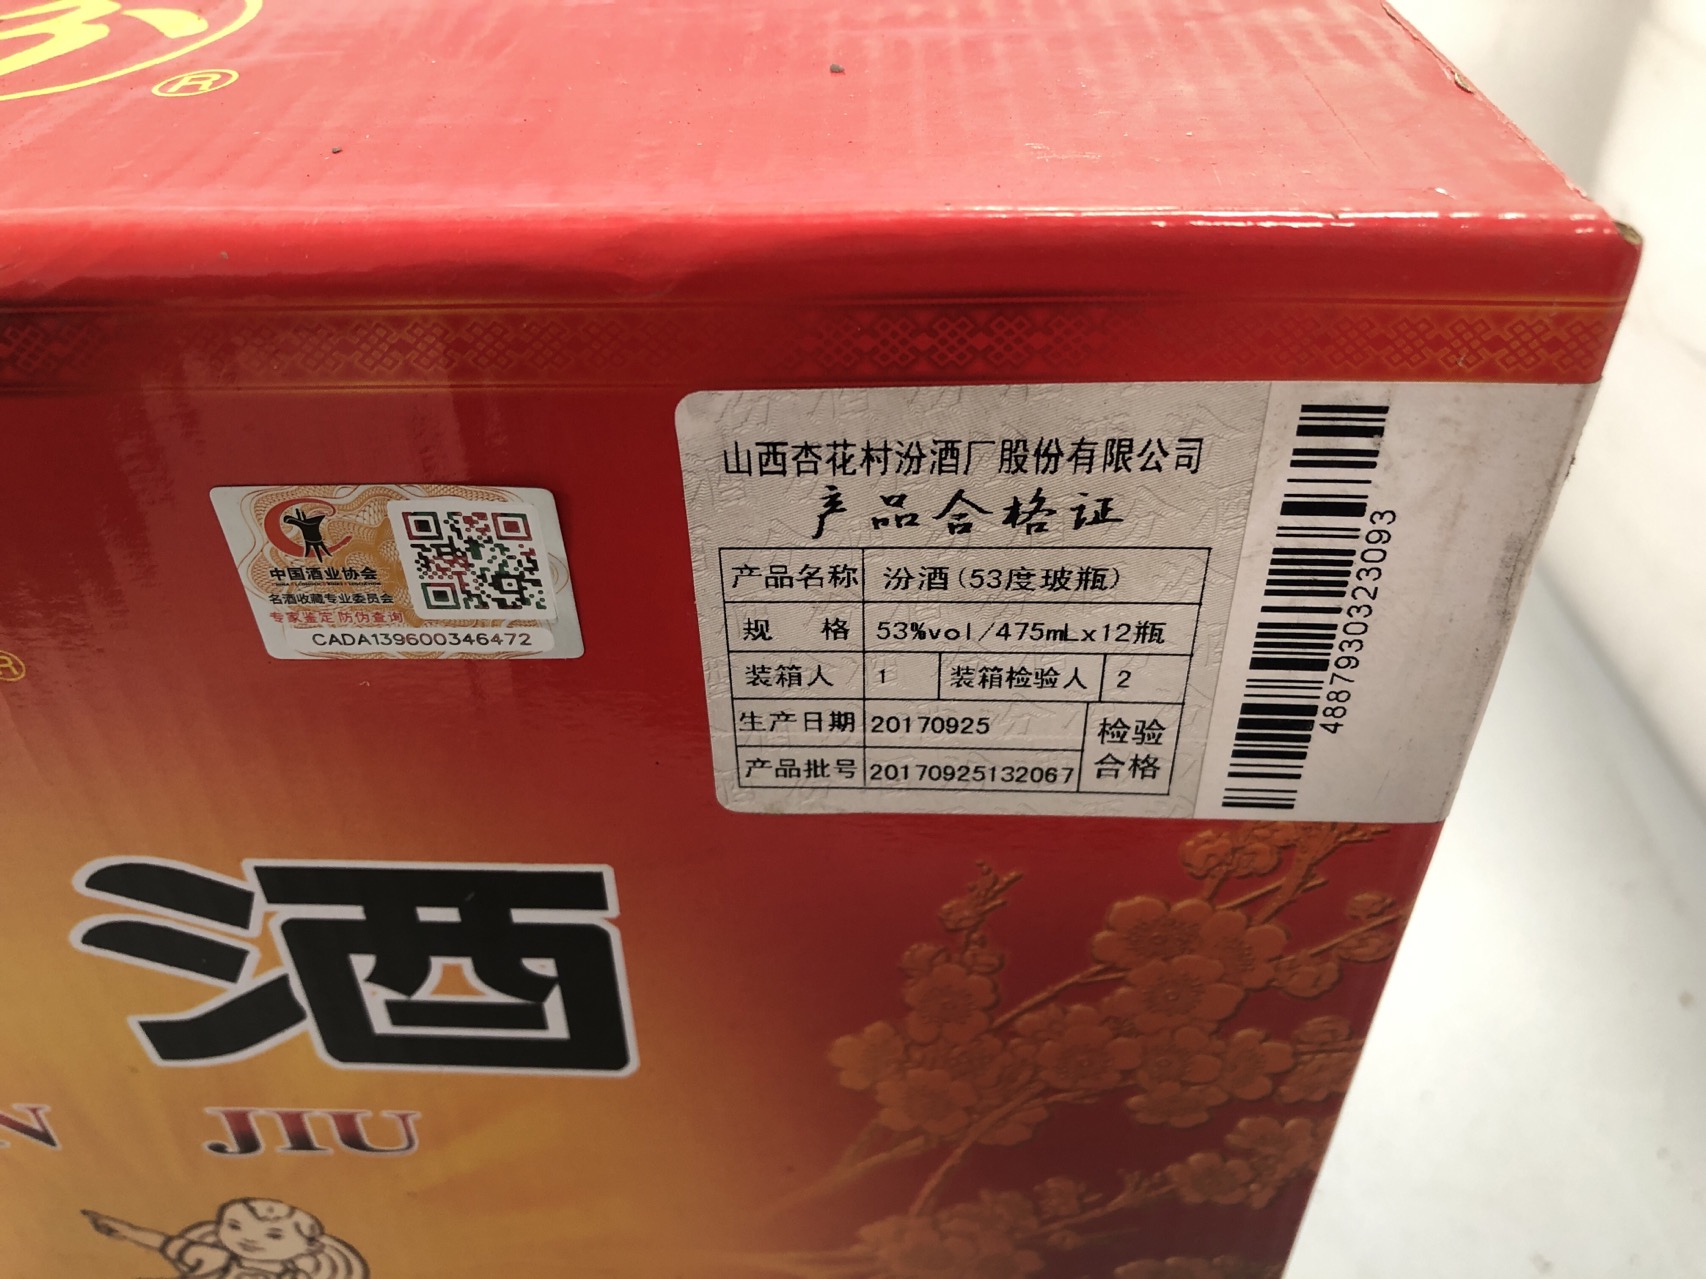 汾
®
山西杏花村汾酒厂股份有限公司
产品合格证
产品名称 汾酒(53度玻瓶)
规 格 53%vol/475mLx12瓶
装箱人 1 装箱检验人 2
生产日期 20170925 检验
产品批号 20170925132067 合格
4887930323093
中国酒业协会
名酒收藏专业委员会
专家鉴定 防伪查询
CADA139600346472
®
酒
N JIU